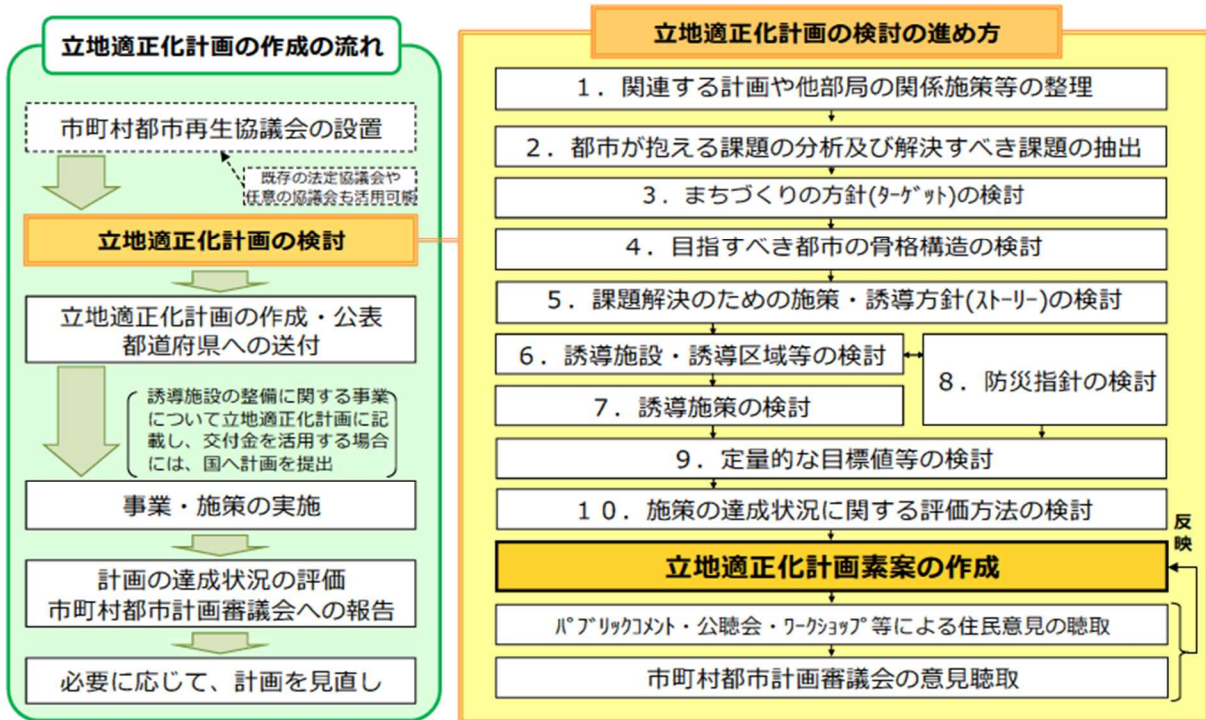 立地適正化計画の作成の流れ
市町村都市再生協議会の設置
既存の法定協議会や
任意の協議会も活用可能
立地適正化計画の検討
立地適正化計画の作成・公表
都道府県への送付
誘導施設の整備に関する事業
について立地適正化計画に記
載し、交付金を活用する場合
には、国へ計画を提出
事業・施策の実施
計画の達成状況の評価
市町村都市計画審議会への報告
必要に応じて、計画を見直し
立地適正化計画の検討の進め方
１．関連する計画や他部局の関係施策等の整理
２．都市が抱える課題の分析及び解決すべき課題の抽出
３．まちづくりの方針(ﾀｰｹﾞｯﾄ)の検討
４．目指すべき都市の骨格構造の検討
５．課題解決のための施策・誘導方針(ｽﾄｰﾘｰ)の検討
６．誘導施設・誘導区域等の検討
７．誘導施策の検討
８．防災指針の検討
９．定量的な目標値等の検討
１０．施策の達成状況に関する評価方法の検討
立地適正化計画素案の作成
反映
ﾊﾟﾌﾞﾘｯｸｺﾒﾝﾄ・公聴会・ﾜｰｸｼｮｯﾌﾟ等による住民意見の聴取
市町村都市計画審議会の意見聴取